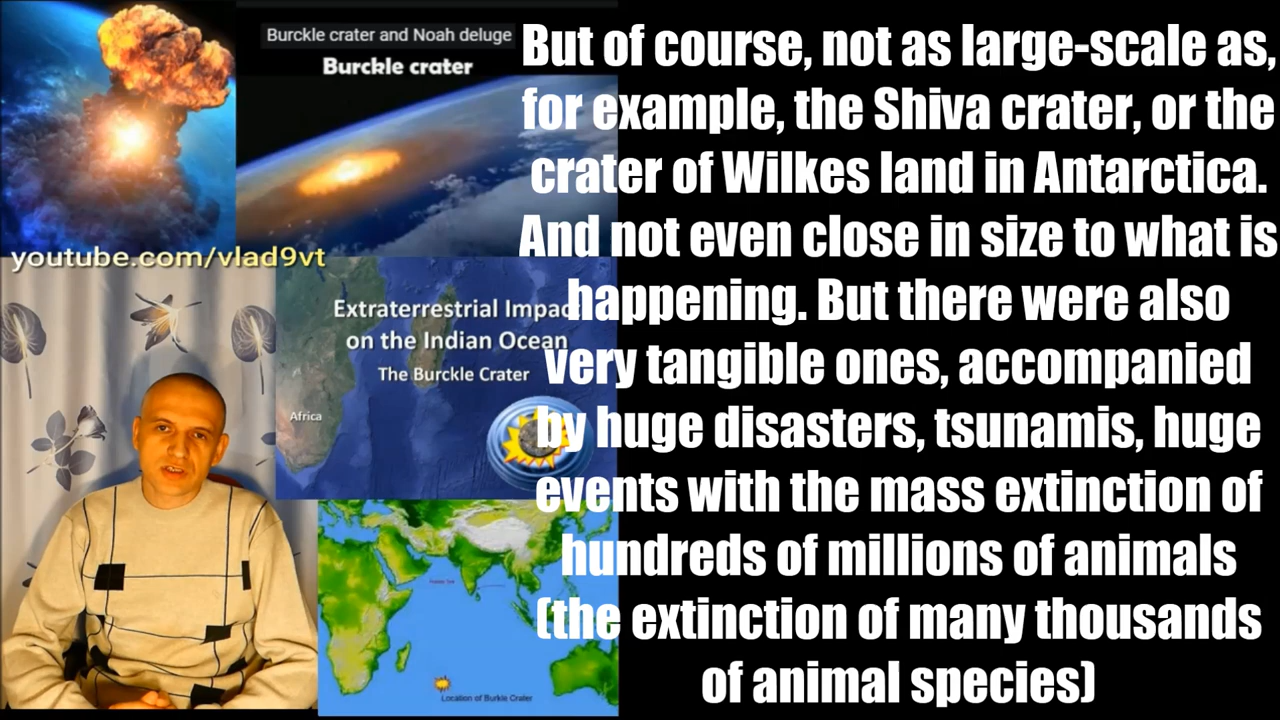 Burckle crater and Noah deluge
Burckle crater
youtube.com/vlad9vt
Extraterrestrial Impac
on the Indian Ocean
The Burckle Crater
Africa
Location of Burkle Crater
But of course, not as large-scale as,
for example, the Shiva crater, or the
crater of Wilkes land in Antarctica.
And not even close in size to what is
happening. But there were also
very tangible ones, accompanied
by huge disasters, tsunamis, huge
events with the mass extinction of
hundreds of millions of animals
(the extinction of many thousands
of animal species)